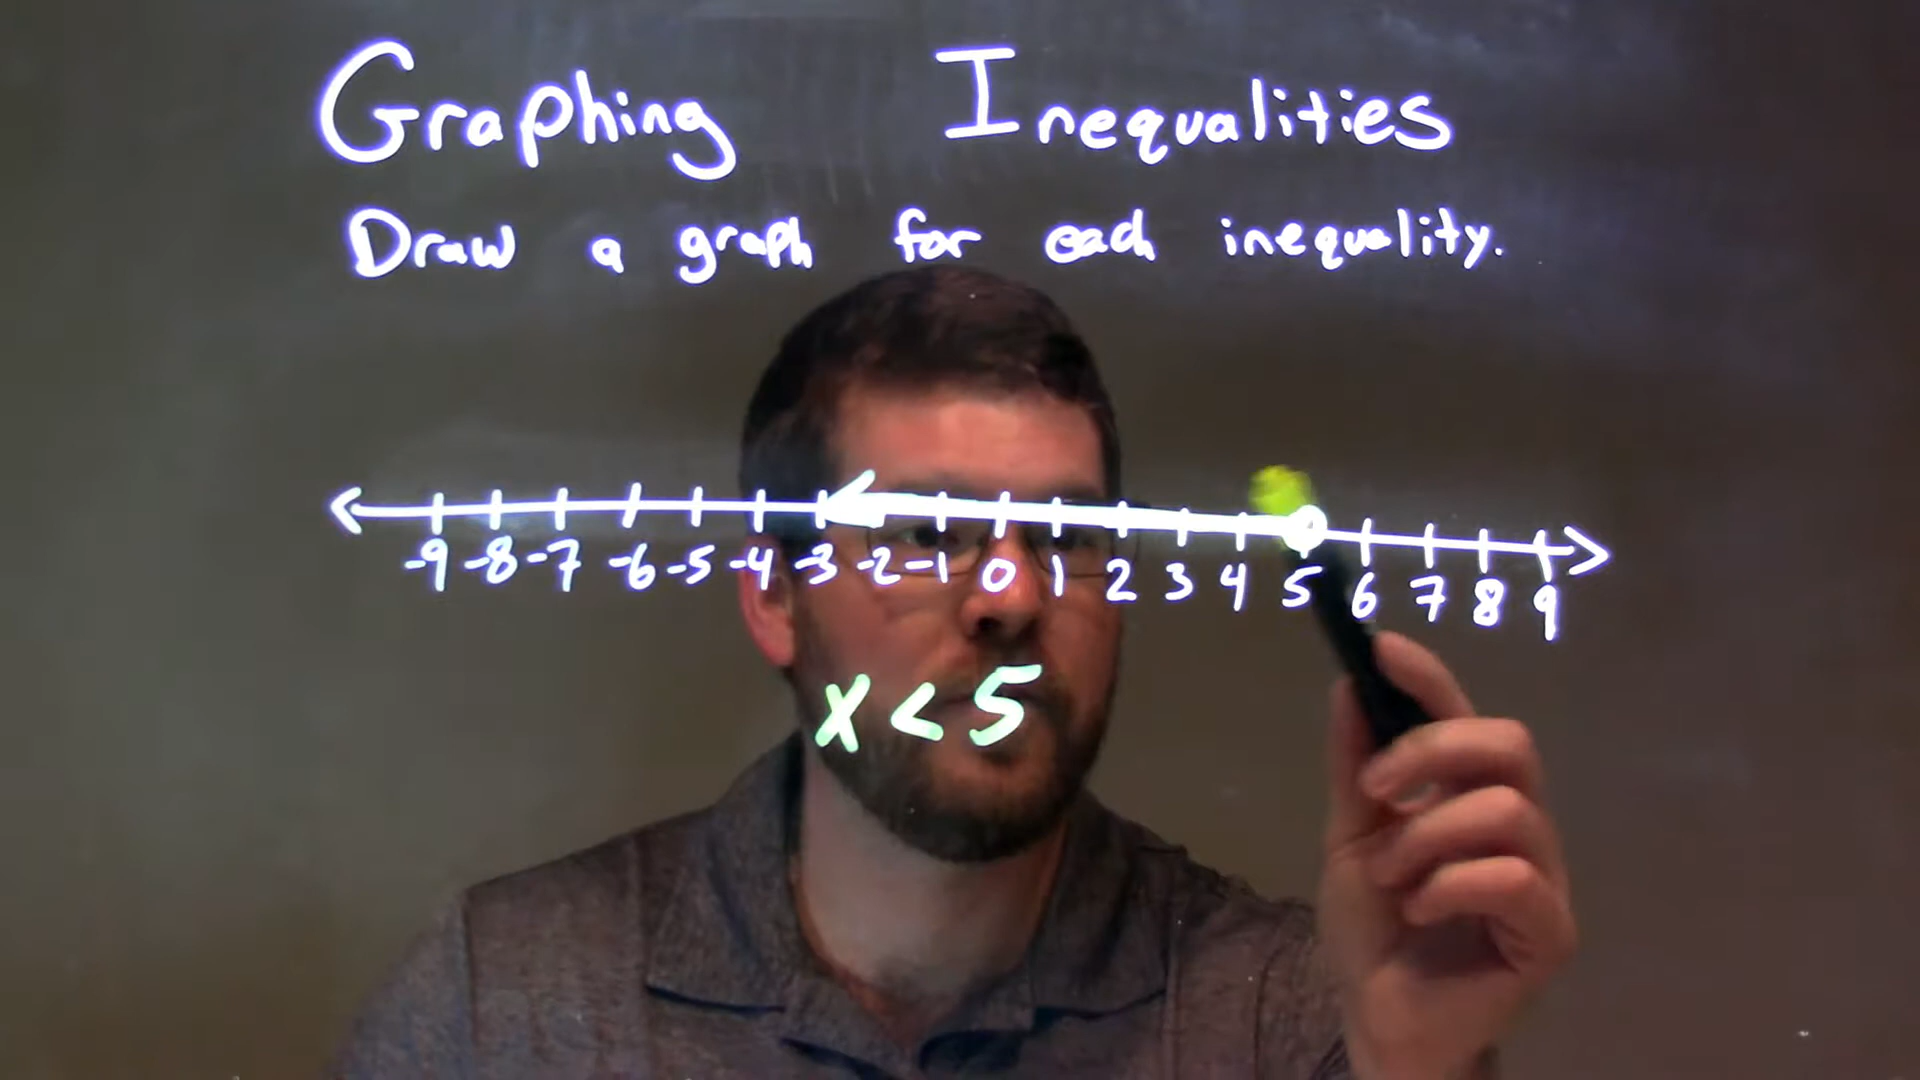 Graphing Inequalities
Draw a graph for each inequality.
-9 -8 -7 -6 -5 -4 -3 -2 -1 0 1 2 3 4 5 6 7 8 9
x < 5